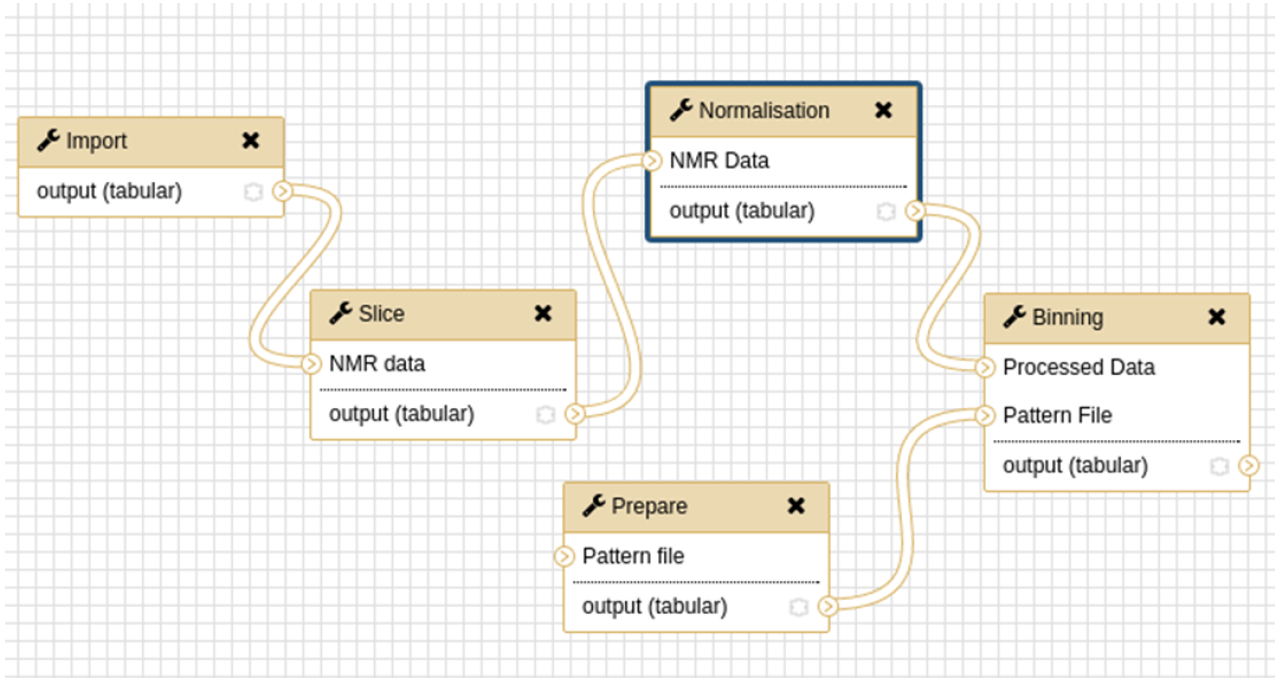 Import
output (tabular)
Slice
NMR data
output (tabular)
Normalisation
NMR Data
output (tabular)
Prepare
Pattern file
output (tabular)
Binning
Processed Data
Pattern File
output (tabular)